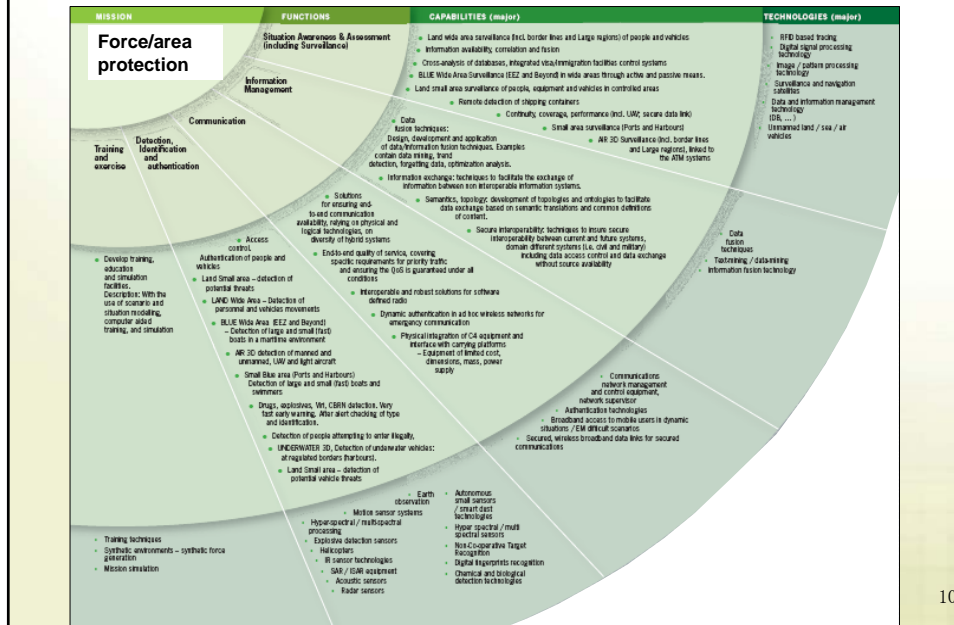 MISSION
FUNCTIONS
CAPABILITIES (major)
TECHNOLOGIES (major)
Force/area
protection
Situation Awareness & Assessment
(including Surveillance)
Information
Management
Communication
Detection,
Identification
and
authentication
Training
and
exercise
Land wide area surveillance (incl. border lines and Large regions) of people and vehicles
Information availability, correlation and fusion
Cross-analysis of databases, integrated visa/immigration facilities control systems
BLUE Wide Area Surveillance (EEZ and Beyond) in wide areas through active and passive means.
Land small area surveillance of people, equipment and vehicles in controlled areas
Remote detection of shipping containers
Continuity, coverage, performance (incl. UAV; secure data link)
Small area surveillance (Ports and Harbours)
AIR 3D Surveillance (incl. border lines
and Large regions), linked to
the ATM systems
Data
fusion techniques:
Design, development and application
of data/information fusion techniques. Examples
contain data mining, trend
detection, forgetting data, optimization analysis.
Information exchange: techniques to facilitate the exchange of
information between non interoperable information systems.
Semantics, topology: development of topologies and ontologies to facilitate
data exchange based on semantic translations and common definitions
of content.
Secure interoperability: techniques to insure secure
interoperability between current and future systems,
domain different systems (i.e. civil and military)
including data access control and data exchange
without source availability
Solutions
for ensuring end-
to-end communication
availability, relying on physical and
logical technologies, on
diversity of hybrid systems
End-to-end quality of service, covering
specific requirements for priority traffic
and ensuring the QoS is guaranteed under all
conditions
Interoperable and robust solutions for software
defined radio
Dynamic authentication in ad hoc wireless networks for
emergency communication
Physical integration of C4 equipment and
interface with carrying platforms
– Equipment of limited cost,
dimensions, mass, power
supply
Access
control.
Authentication of people and
vehicles
Land Small area – detection of
potential threats
LAND Wide Area – Detection of
personnel and vehicles movements
BLUE Wide Area (EEZ and Beyond)
– Detection of large and small (fast)
boats in a maritime environment
AIR 3D detection of manned and
unmanned, UAV and light aircraft
Small Blue area (Ports and Harbours)
Detection of large and small (fast) boats and
swimmers
Drugs, explosives, VIrI, CBRN detection. Very
fast early warning. After alert checking of type
and identification.
Detection of people attempting to enter illegally,
UNDERWATER 3D, Detection of underwater vehicles:
at regulated borders (harbours).
Land Small area – detection of
potential vehicle threats
Develop training,
education
and simulation
facilities.
Description: With the
use of scenario and
situation modelling,
computer aided
training, and simulation
RFID based tracing
Digital signal processing
technology
Image / pattern processing
technology
Surveillance and navigation
satellites
Data and information management
technology
(DB, ... )
Unmanned land / sea / air
vehicles
Data
fusion
techniques
Text-mining / data-mining
Information fusion technology
Communications
network management
and control equipment,
network supervisor
Authentication technologies
Broadband access to mobile users in dynamic
situations / EM difficult scenarios
Secured, wireless broadband data links for secured
communications
Earth
observation
Motion sensor systems
Hyper-spectral / multi-spectral
processing
Explosive detection sensors
Helicopters
IR sensor technologies
SAR / ISAR equipment
Acoustic sensors
Radar sensors
Autonomous
small sensors
/ smart dust
technologies
Hyper spectral / multi
spectral sensors
Non-Co-operative Target
Recognition
Digital fingerprints recognition
Chemical and biological
detection technologies
Training techniques
Synthetic environments – synthetic force
generation
Mission simulation
10